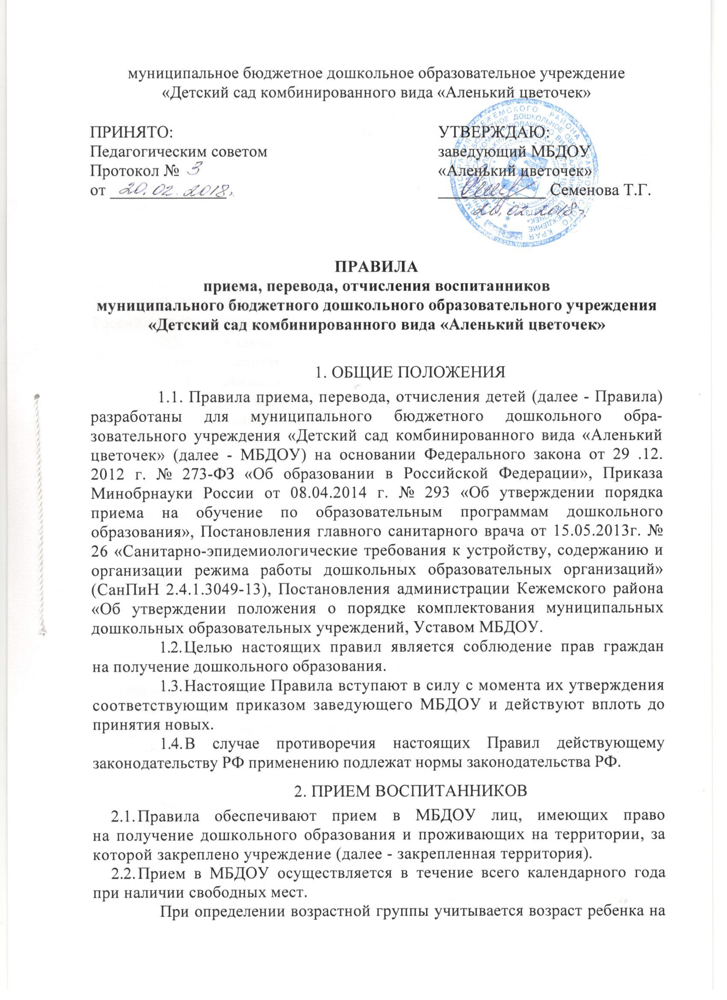 муниципальное бюджетное дошкольное образовательное учреждение
«Детский сад комбинированного вида «Аленький цветочек»
ПРИНЯТО:
Педагогическим советом
Протокол № 3
от 20.02.2018г.
УТВЕРЖДАЮ:
заведующий МБДОУ
«Аленький цветочек»
Семенова Т.Г.
20.02.2018г.
ПРАВИЛА
приема, перевода, отчисления воспитанников
муниципального бюджетного дошкольного образовательного учреждения
«Детский сад комбинированного вида «Аленький цветочек»
1. ОБЩИЕ ПОЛОЖЕНИЯ
1.1. Правила приема, перевода, отчисления детей (далее - Правила)
разработаны для муниципального бюджетного дошкольного обра-
зовательного учреждения «Детский сад комбинированного вида «Аленький
цветочек» (далее - МБДОУ) на основании Федерального закона от 29 .12.
2012 г. № 273-ФЗ «Об образовании в Российской Федерации», Приказа
Минобрнауки России от 08.04.2014 г. № 293 «Об утверждении порядка
приема на обучение по образовательным программам дошкольного
образования», Постановления главного санитарного врача от 15.05.2013г. №
26 «Санитарно-эпидемиологические требования к устройству, содержанию и
организации режима работы дошкольных образовательных организаций»
(СанПиН 2.4.1.3049-13), Постановления администрации Кежемского района
«Об утверждении положения о порядке комплектования муниципальных
дошкольных образовательных учреждений, Уставом МБДОУ.
1.2.Целью настоящих правил является соблюдение прав граждан
на получение дошкольного образования.
1.3.Настоящие Правила вступают в силу с момента их утверждения
соответствующим приказом заведующего МБДОУ и действуют вплоть до
принятия новых.
1.4.В случае противоречия настоящих Правил действующему
законодательству РФ применению подлежат нормы законодательства РФ.
2. ПРИЕМ ВОСПИТАННИКОВ
2.1.Правила обеспечивают прием в МБДОУ лиц, имеющих право
на получение дошкольного образования и проживающих на территории, за
которой закреплено учреждение (далее - закрепленная территория).
2.2.Прием в МБДОУ осуществляется в течение всего календарного года
при наличии свободных мест.
При определении возрастной группы учитывается возраст ребенка на